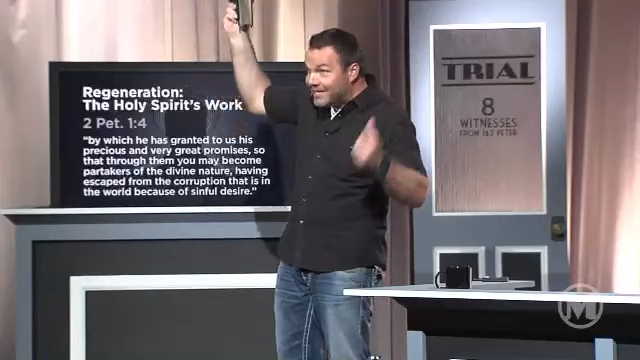 Regeneration:
The Holy Spirit's Work
2 Pet. 1:4
"by which he has granted to us his
precious and very great promises, so
that through them you may become
partakers of the divine nature, having
escaped from the corruption that is in
the world because of sinful desire."
TRIAL
8
WITNESSES
FROM 1&2 PETER
M